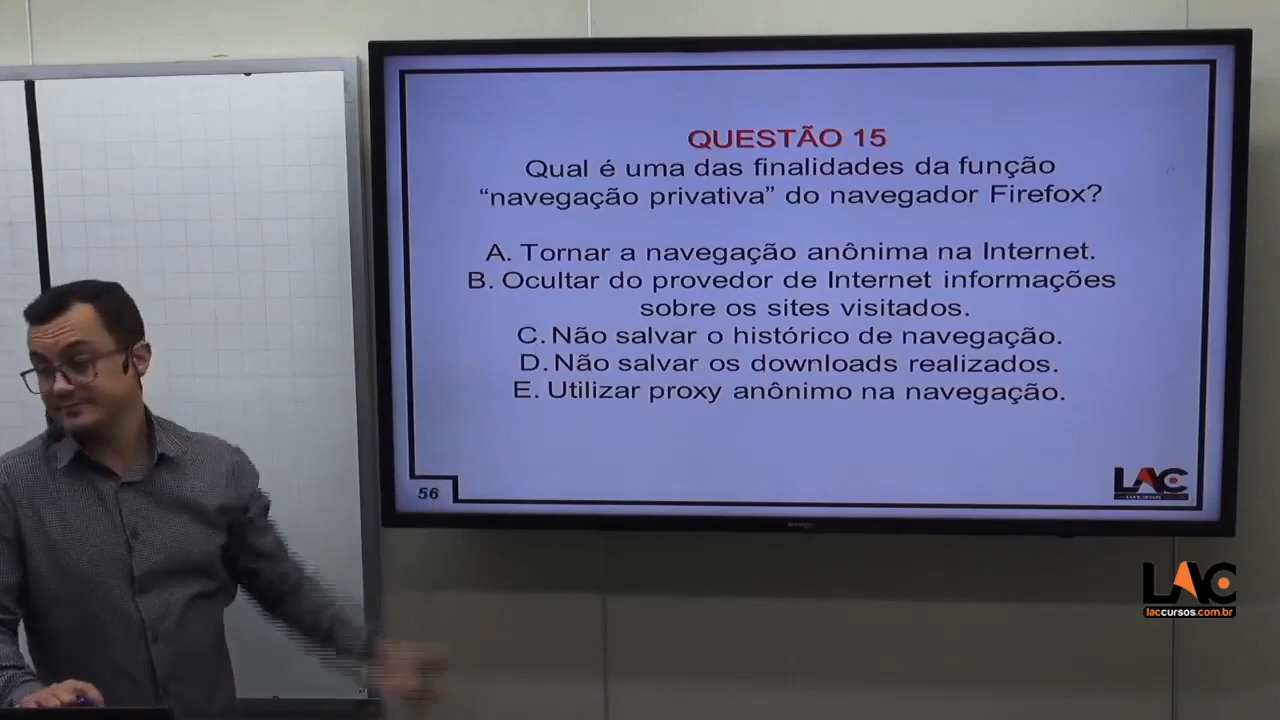 QUESTÃO 15
Qual é uma das finalidades da função
“navegação privativa” do navegador Firefox?
A. Tornar a navegação anônima na Internet.
B. Ocultar do provedor de Internet informações
sobre os sites visitados.
C. Não salvar o histórico de navegação.
D. Não salvar os downloads realizados.
E. Utilizar proxy anônimo na navegação.
56
LAC
CONCURSOS
LAC
laccursos.com.br